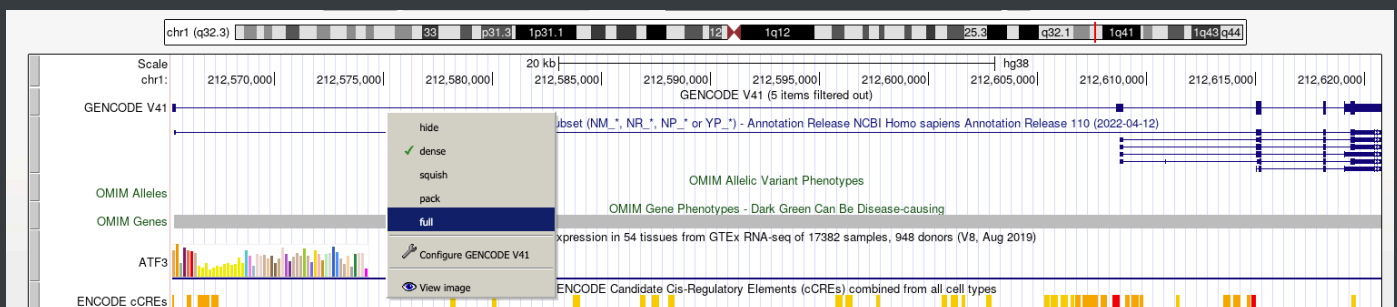 chr1 (q32.3) 33 p31.3 1p31.1 12 1q12 25.3 q32.1 1q41 1q43 q44
Scale 20 kb hg38
chr1: 212,570,000 212,575,000 212,580,000 212,585,000 212,590,000 212,595,000 212,600,000 212,605,000 212,610,000 212,615,000 212,620,000
GENCODE V41 (5 items filtered out)
GENCODE V41
ubset (NM_*, NR_*, NP_* or YP_*) - Annotation Release NCBI Homo sapiens Annotation Release 110 (2022-04-12)
hide
dense
squish
pack
full
Configure GENCODE V41
View image
OMIM Allelic Variant Phenotypes
OMIM Alleles
OMIM Gene Phenotypes - Dark Green Can Be Disease-causing
OMIM Genes
xpression in 54 tissues from GTEx RNA-seq of 17382 samples, 948 donors (V8, Aug 2019)
ATF3
ENCODE Candidate Cis-Regulatory Elements (cCREs) combined from all cell types
ENCODE cCREs